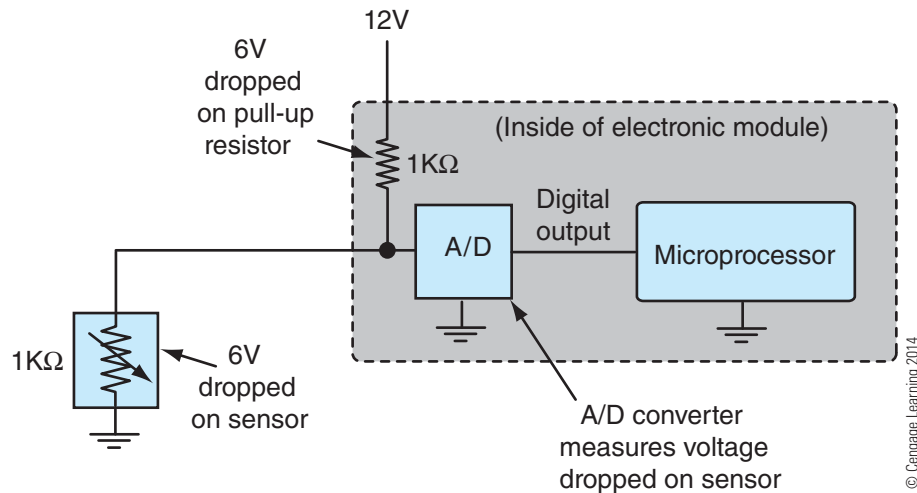 12V
6V
dropped
on pull-up
resistor
(Inside of electronic module)
1KΩ
Digital
output
A/D
Microprocessor
1KΩ
6V
dropped
on sensor
A/D converter
measures voltage
dropped on sensor
© Cengage Learning 2014